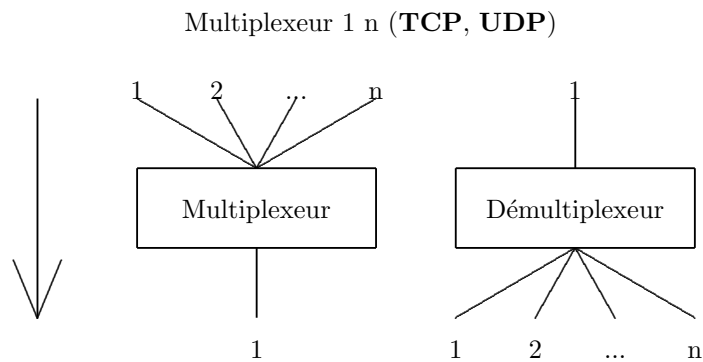 Multiplexeur 1 n (TCP, UDP)
1 2 ... n 1
Multiplexeur Démultiplexeur
1 1 2 ... n